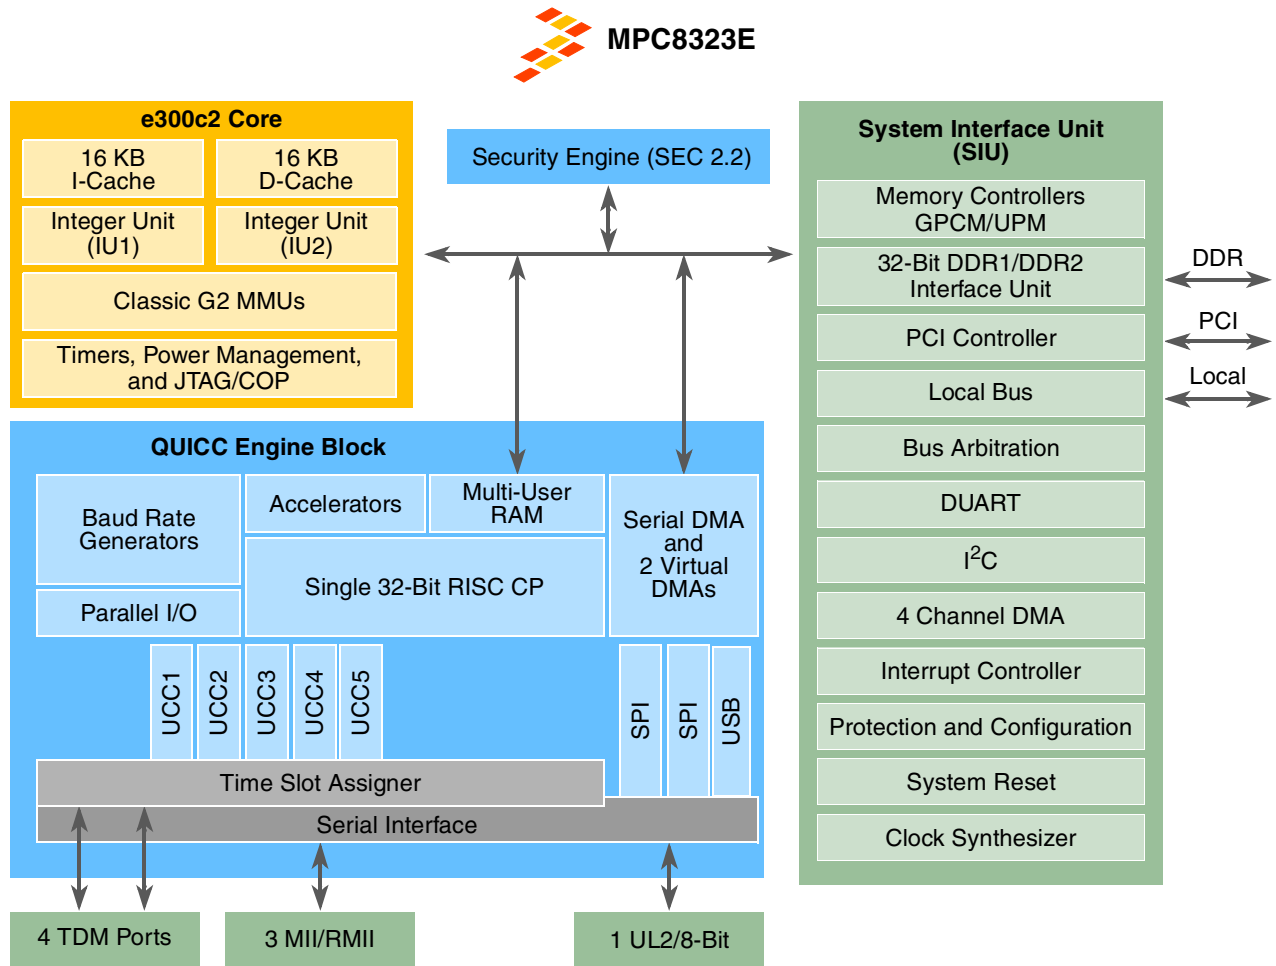 MPC8323E
e300c2 Core
16 KB
I-Cache
16 KB
D-Cache
Integer Unit
(IU1)
Integer Unit
(IU2)
Classic G2 MMUs
Timers, Power Management,
and JTAG/COP
Security Engine (SEC 2.2)
System Interface Unit
(SIU)
Memory Controllers
GPCM/UPM
32-Bit DDR1/DDR2
Interface Unit
PCI Controller
Local Bus
Bus Arbitration
DUART
I²C
4 Channel DMA
Interrupt Controller
Protection and Configuration
System Reset
Clock Synthesizer
DDR
PCI
Local
QUICC Engine Block
Baud Rate
Generators
Parallel I/O
Accelerators
Multi-User
RAM
Single 32-Bit RISC CP
Serial DMA
and
2 Virtual
DMAs
UCC1
UCC2
UCC3
UCC4
UCC5
SPI
SPI
USB
Time Slot Assigner
Serial Interface
4 TDM Ports
3 MII/RMII
1 UL2/8-Bit